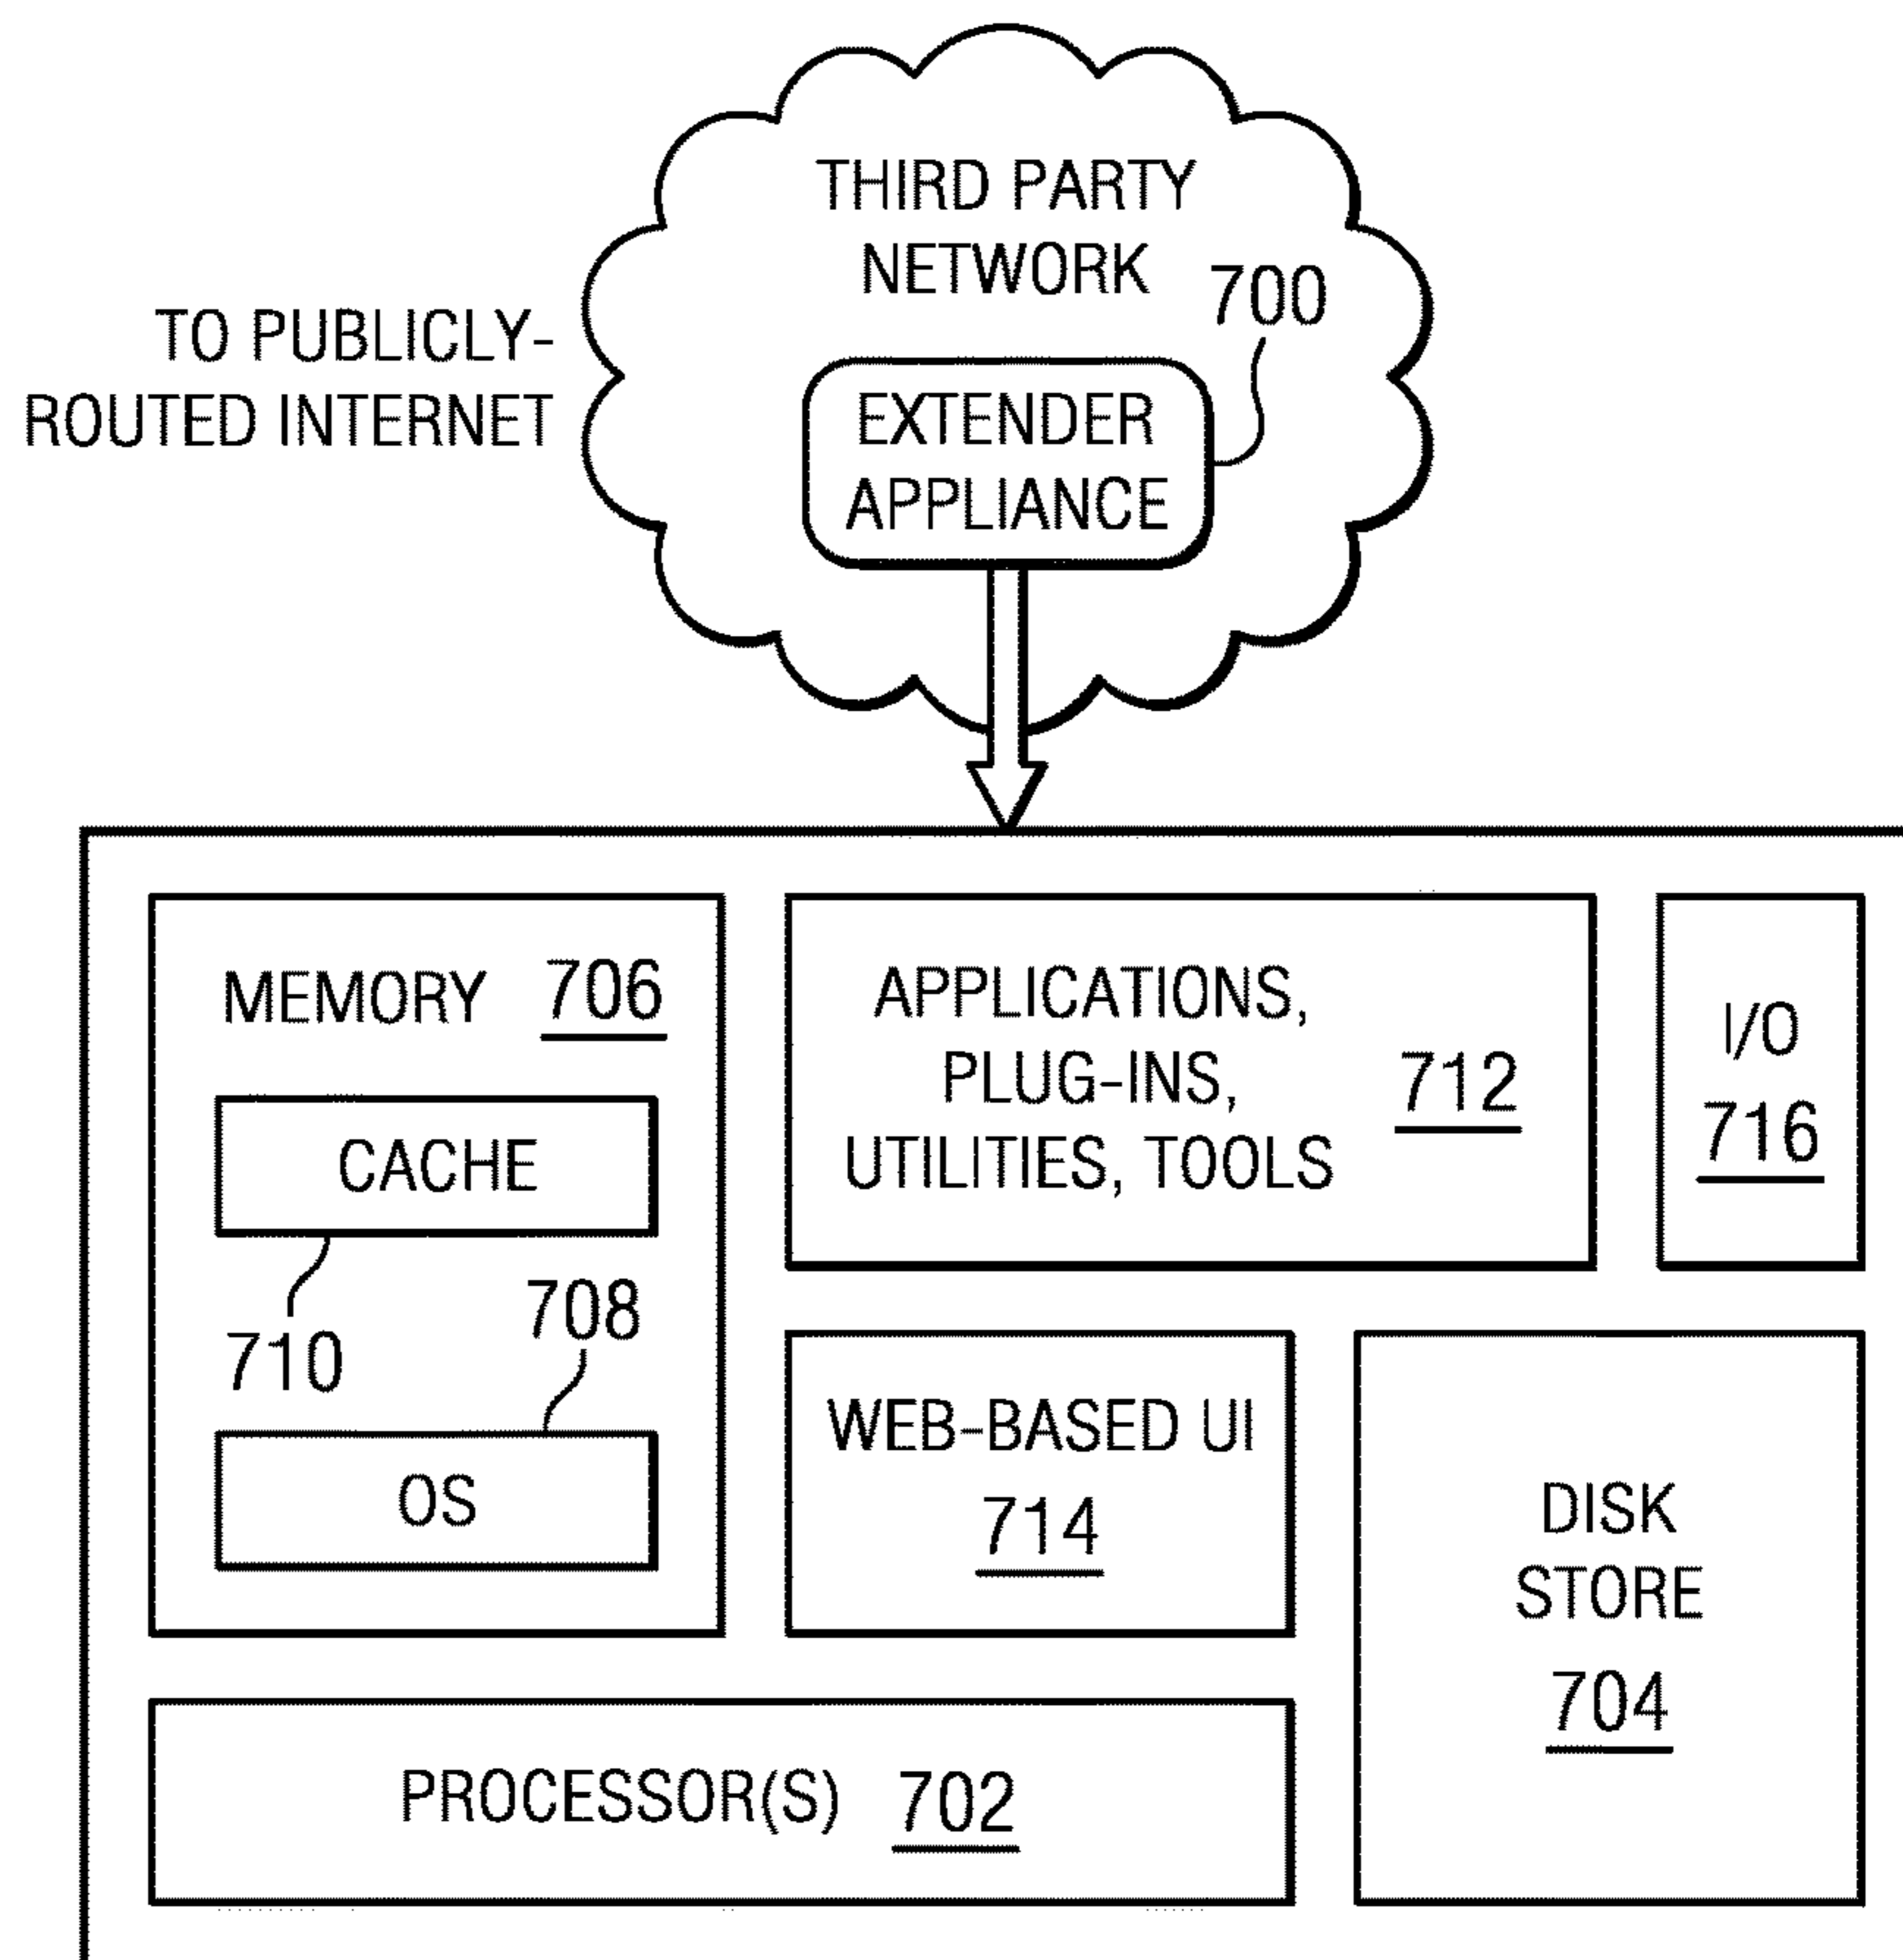 THIRD PARTY
NETWORK
700
TO PUBLICLY-
ROUTED INTERNET
EXTENDER
APPLIANCE
MEMORY 706
CACHE
710
708
OS
APPLICATIONS,
PLUG-INS,
UTILITIES, TOOLS
712
I/O
716
WEB-BASED UI
714
DISK
STORE
704
PROCESSOR(S) 702